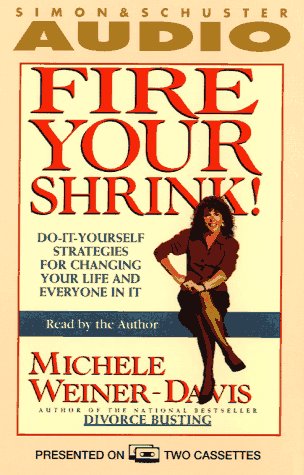 SIMON & SCHUSTER
AUDIO
FIRE
YOUR
SHRINK!
DO-IT-YOURSELF
STRATEGIES
FOR CHANGING
YOUR LIFE AND
EVERYONE IN IT
Read by the Author
MICHELE
WEINER-DAVIS
AUTHOR OF THE NATIONAL BESTSELLER
DIVORCE BUSTING
PRESENTED ON TWO CASSETTES